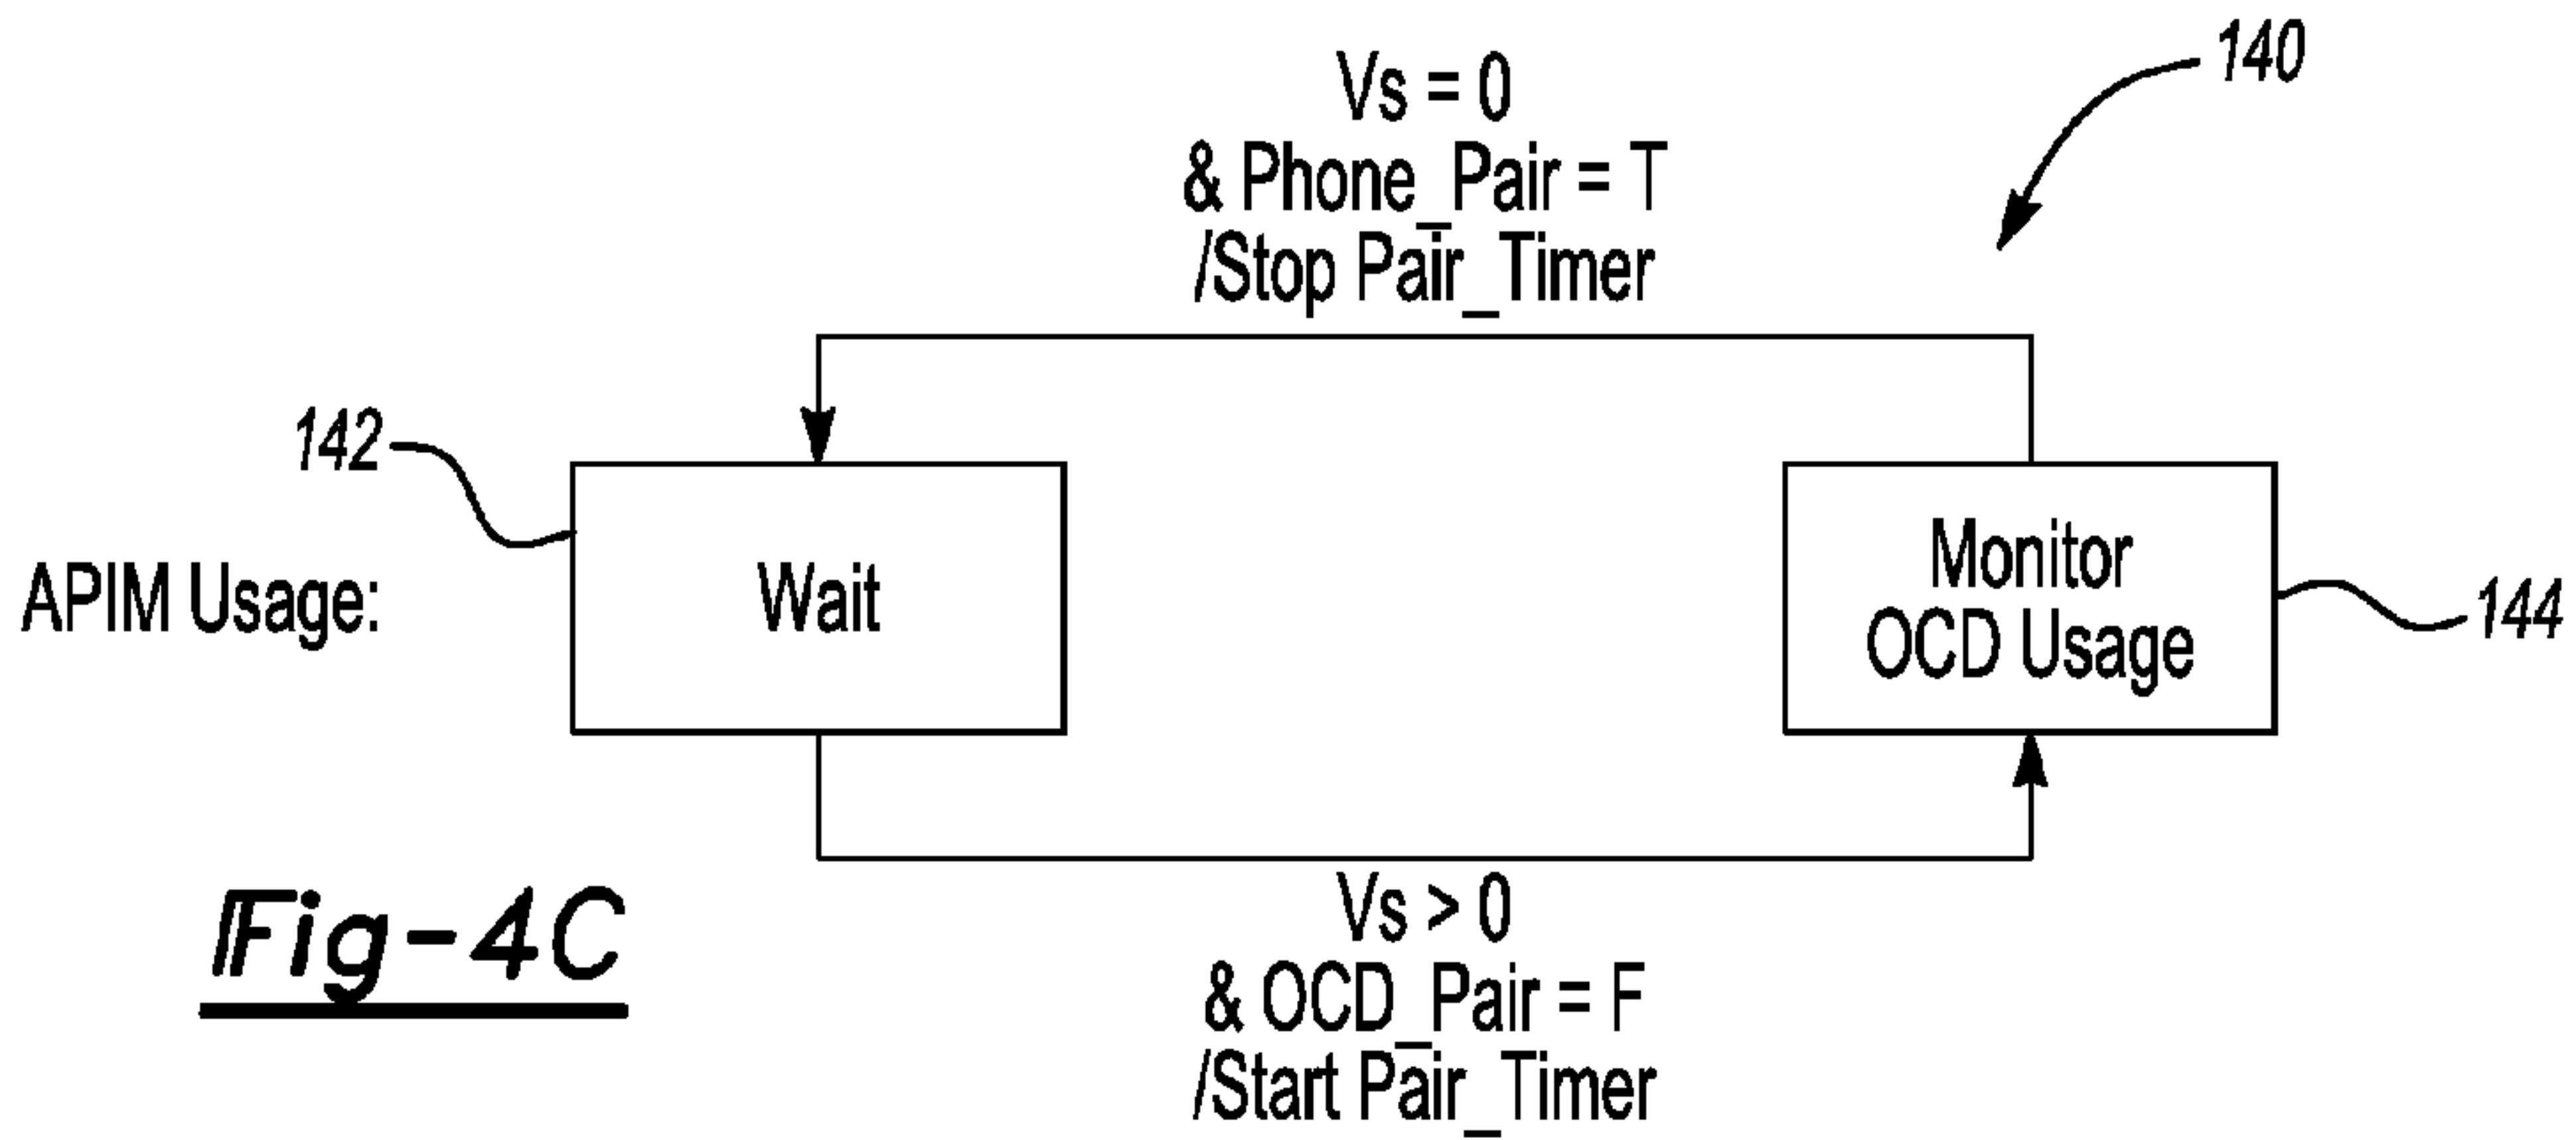 140
Vs = 0
& Phone_Pair = T
/Stop Pair_Timer
142
APIM Usage:
Wait
Monitor
OCD Usage
144
Vs > 0
& OCD_Pair = F
/Start Pair_Timer
Fig-4C